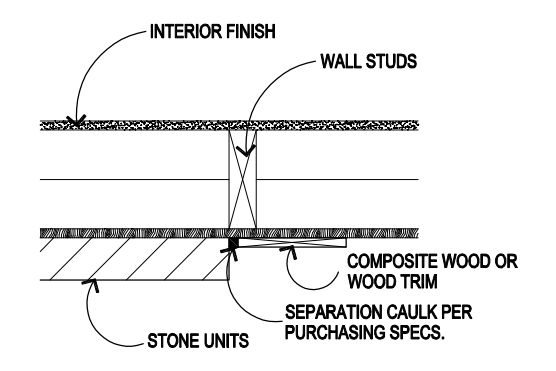 INTERIOR FINISH
WALL STUDS
COMPOSITE WOOD OR
WOOD TRIM
SEPARATION CAULK PER
PURCHASING SPECS.
STONE UNITS